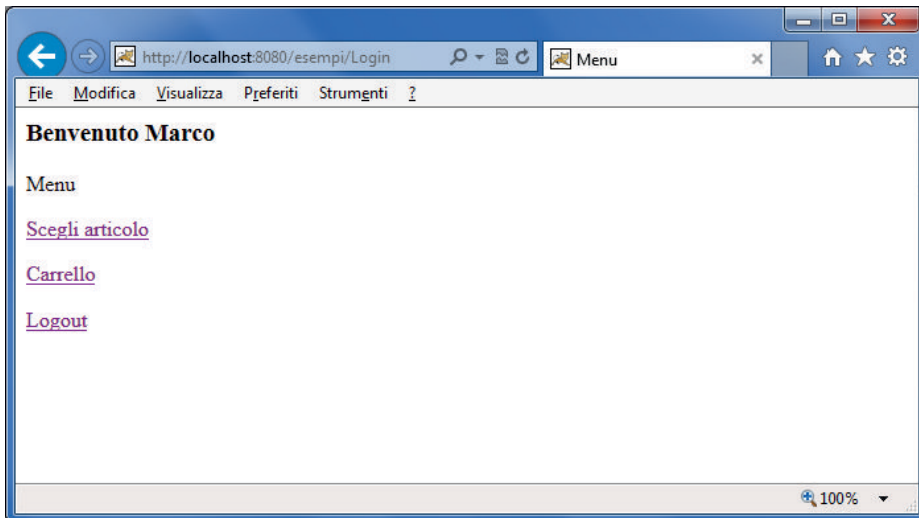 http://localhost:8080/esempi/Login
Menu
File Modifica Visualizza Preferiti Strumenti ?
Benvenuto Marco
Menu
Scegli articolo
Carrello
Logout
100%